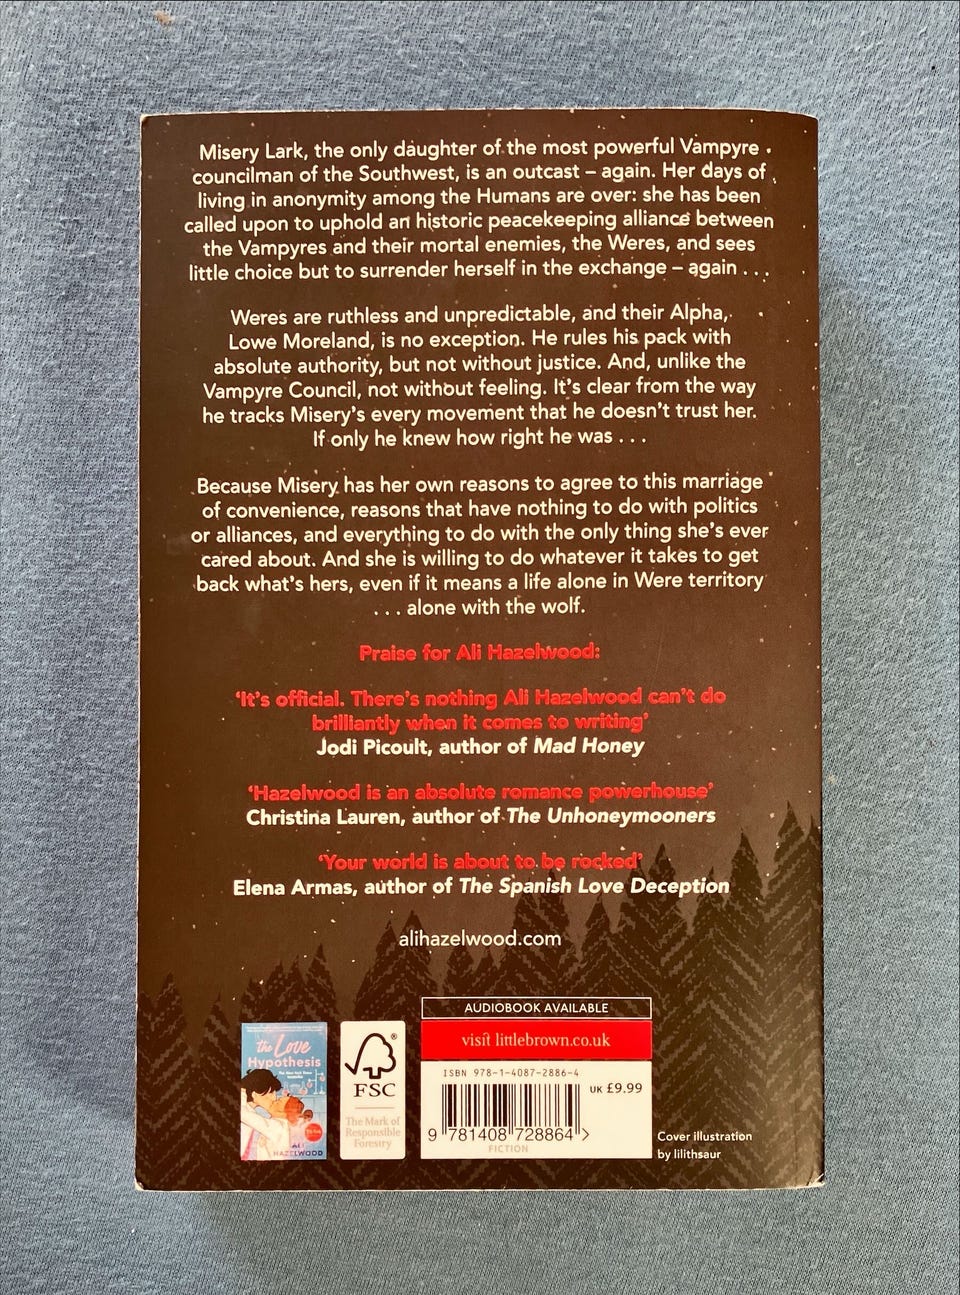 Misery Lark, the only daughter of the most powerful Vampyre
councilman of the Southwest, is an outcast – again. Her days of
living in anonymity among the Humans are over: she has been
called upon to uphold an historic peacekeeping alliance between
the Vampyres and their mortal enemies, the Weres, and sees
little choice but to surrender herself in the exchange – again . . .
Weres are ruthless and unpredictable, and their Alpha,
Lowe Moreland, is no exception. He rules his pack with
absolute authority, but not without justice. And, unlike the
Vampyre Council, not without feeling. It's clear from the way
he tracks Misery's every movement that he doesn't trust her.
If only he knew how right he was . . .
Because Misery has her own reasons to agree to this marriage
of convenience, reasons that have nothing to do with politics
or alliances, and everything to do with the only thing she's ever
cared about. And she is willing to do whatever it takes to get
back what's hers, even if it means a life alone in Were territory
. . . alone with the wolf.
Praise for Ali Hazelwood:
'It's official. There's nothing Ali Hazelwood can't do
brilliantly when it comes to writing'
Jodi Picoult, author of Mad Honey
'Hazelwood is an absolute romance powerhouse'
Christina Lauren, author of The Unhoneymooners
'Your world is about to be rocked'
Elena Armas, author of The Spanish Love Deception
alihazelwood.com
the Love
Hypothesis
ALI
HAZELWOOD
®
FSC
The Mark of
Responsible
Forestry
AUDIOBOOK AVAILABLE
visit littlebrown.co.uk
ISBN 978-1-4087-2886-4
UK £9.99
9 781408 728864 >
FICTION
Cover illustration
by lilithsaur